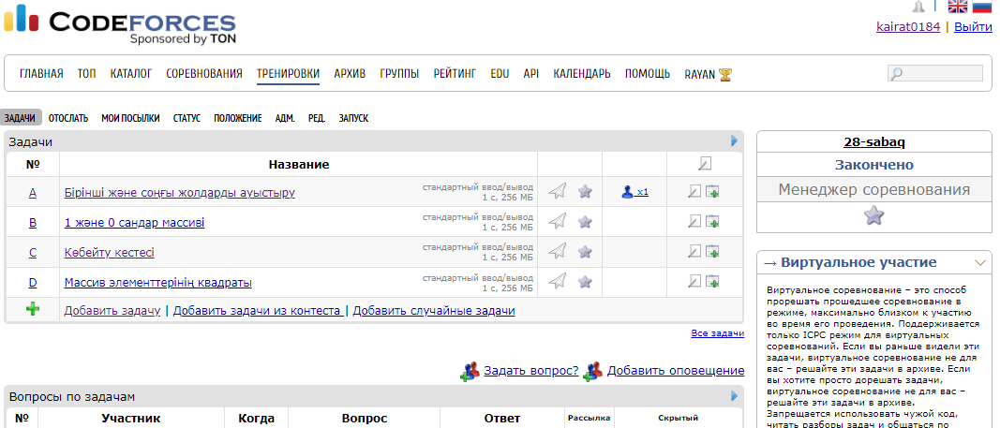 CODEFORCES
Sponsored by TON
kairat0184 | Выйти
ГЛАВНАЯ ТОП КАТАЛОГ СОРЕВНОВАНИЯ ТРЕНИРОВКИ АРХИВ ГРУППЫ РЕЙТИНГ EDU API КАЛЕНДАРЬ ПОМОЩЬ RAYAN
ЗАДАЧИ ОТОСЛАТЬ МОИ ПОСЫЛКИ СТАТУС ПОЛОЖЕНИЕ АДМ. РЕД. ЗАПУСК
Задачи
№ Название
A Бірінші және соңғы жолдарды ауыстыру стандартный ввод/вывод
1 с, 256 МБ
x1
B 1 және 0 сандар массиві стандартный ввод/вывод
1 с, 256 МБ
C Көбейту кестесі стандартный ввод/вывод
1 с, 256 МБ
D Массив элементтерінің квадраты стандартный ввод/вывод
1 с, 256 МБ
Добавить задачу | Добавить задачи из контеста | Добавить случайные задачи
Все задачи
Задать вопрос? Добавить оповещение
Вопросы по задачам
№ Участник Когда Вопрос Ответ Рассылка Скрытый
28-sabaq
Закончено
Менеджер соревнования
→ Виртуальное участие
Виртуальное соревнование – это способ
прорешать прошедшее соревнование в
режиме, максимально близком к участию
во время его проведения. Поддерживается
только ICPC режим для виртуальных
соревнований. Если вы раньше видели эти
задачи, виртуальное соревнование не для
вас – решайте эти задачи в архиве. Если
вы хотите просто дорешать задачи,
виртуальное соревнование не для вас –
решайте эти задачи в архиве.
Запрещается использовать чужой код,
читать разборы задач и общаться по